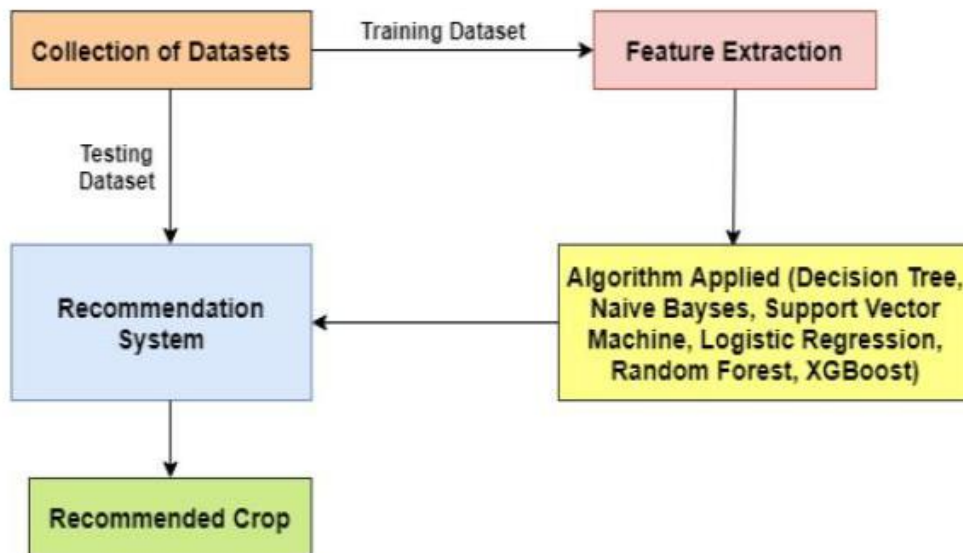 Collection of Datasets
Training Dataset
Feature Extraction
Testing
Dataset
Recommendation
System
Algorithm Applied (Decision Tree,
Naive Bayses, Support Vector
Machine, Logistic Regression,
Random Forest, XGBoost)
Recommended Crop